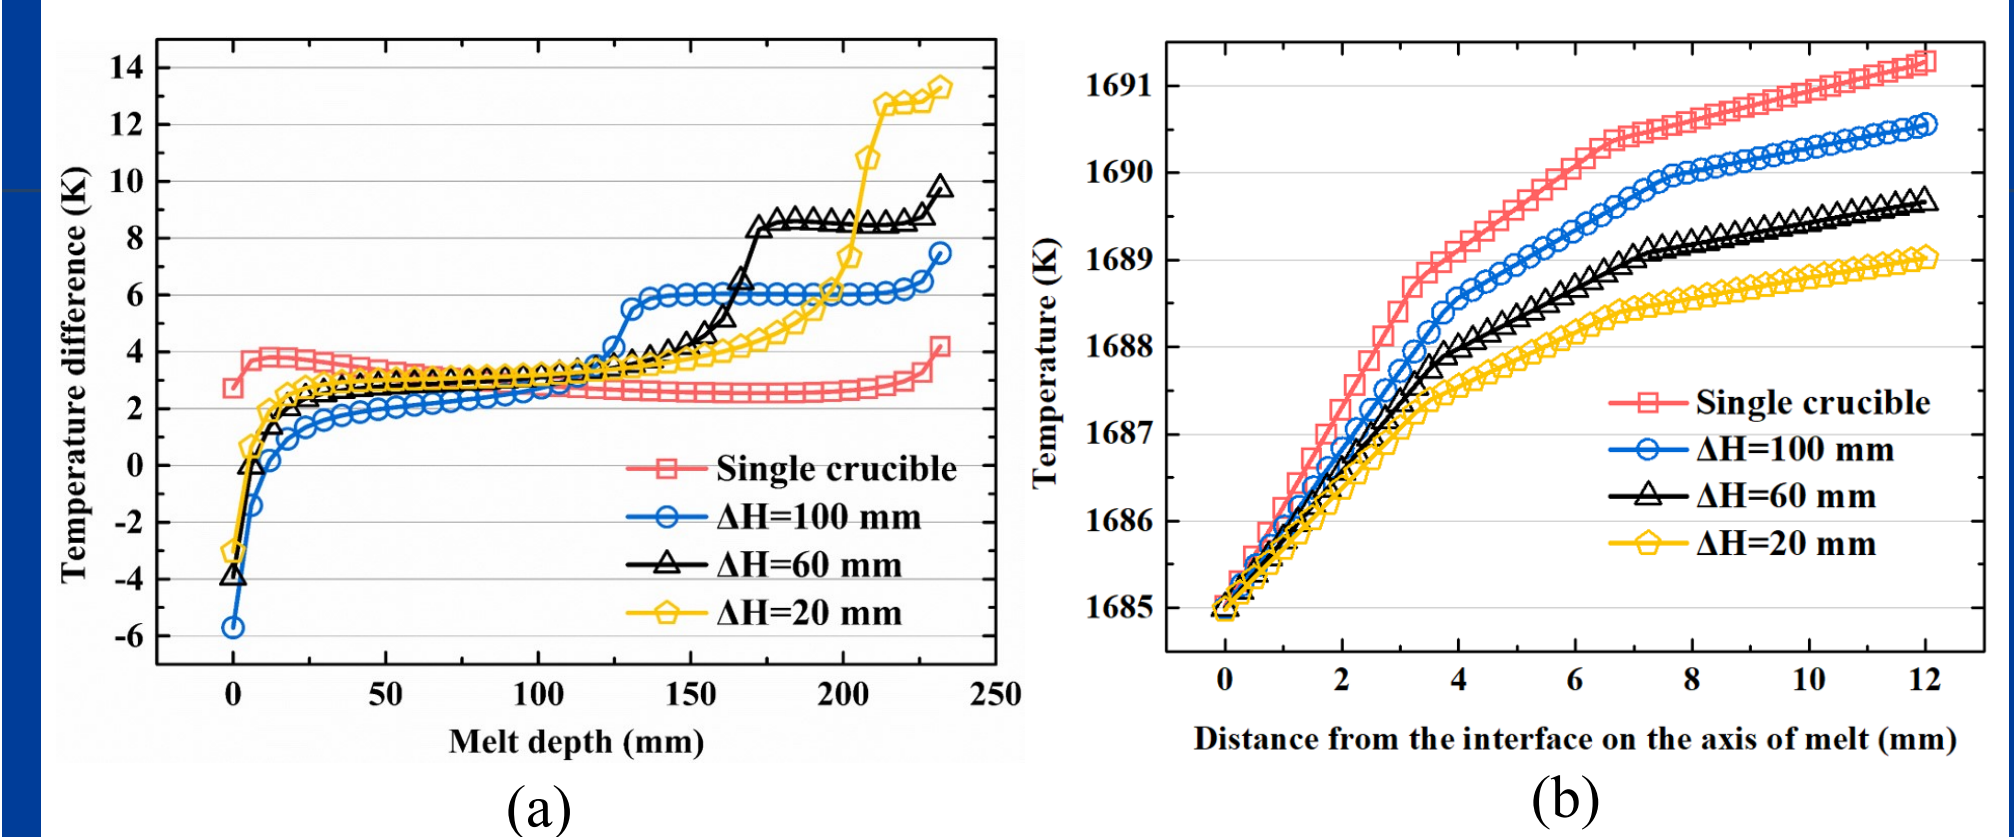 14
12
10
8
6
4
2
0
-2
-4
-6
Temperature difference (K)
0 50 100 150 200 250
Melt depth (mm)
Single crucible
ΔH=100 mm
ΔH=60 mm
ΔH=20 mm
(a)
1691
1690
1689
1688
1687
1686
1685
Temperature (K)
0 2 4 6 8 10 12
Distance from the interface on the axis of melt (mm)
Single crucible
ΔH=100 mm
ΔH=60 mm
ΔH=20 mm
(b)